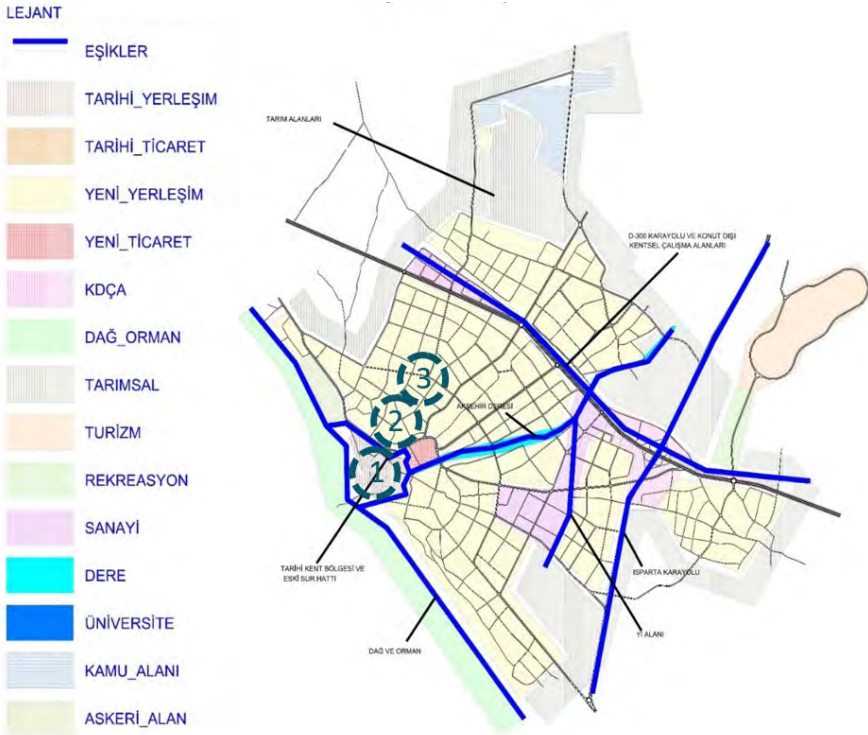 LEJANT
EŞİKLER
TARİHİ_YERLEŞIM
TARİHİ_TİCARET
YENİ_YERLEŞİM
YENİ_TİCARET
KDÇA
DAĞ_ORMAN
TARIMSAL
TURİZM
REKREASYON
SANAYİ
DERE
ÜNİVERSİTE
KAMU_ALANI
ASKERİ_ALAN
TARIM ALANLARI
D-300 KARAYOLU VE KONUT DIŞI
KENTSEL ÇALIŞMA ALANLARI
3
2
AKŞEHİR DERESİ
1
TARİHİ KENT BÖLGESİ VE
ESKİ SUR HATTI
ISPARTA KARAYOLU
YI ALANI
DAĞ VE ORMAN